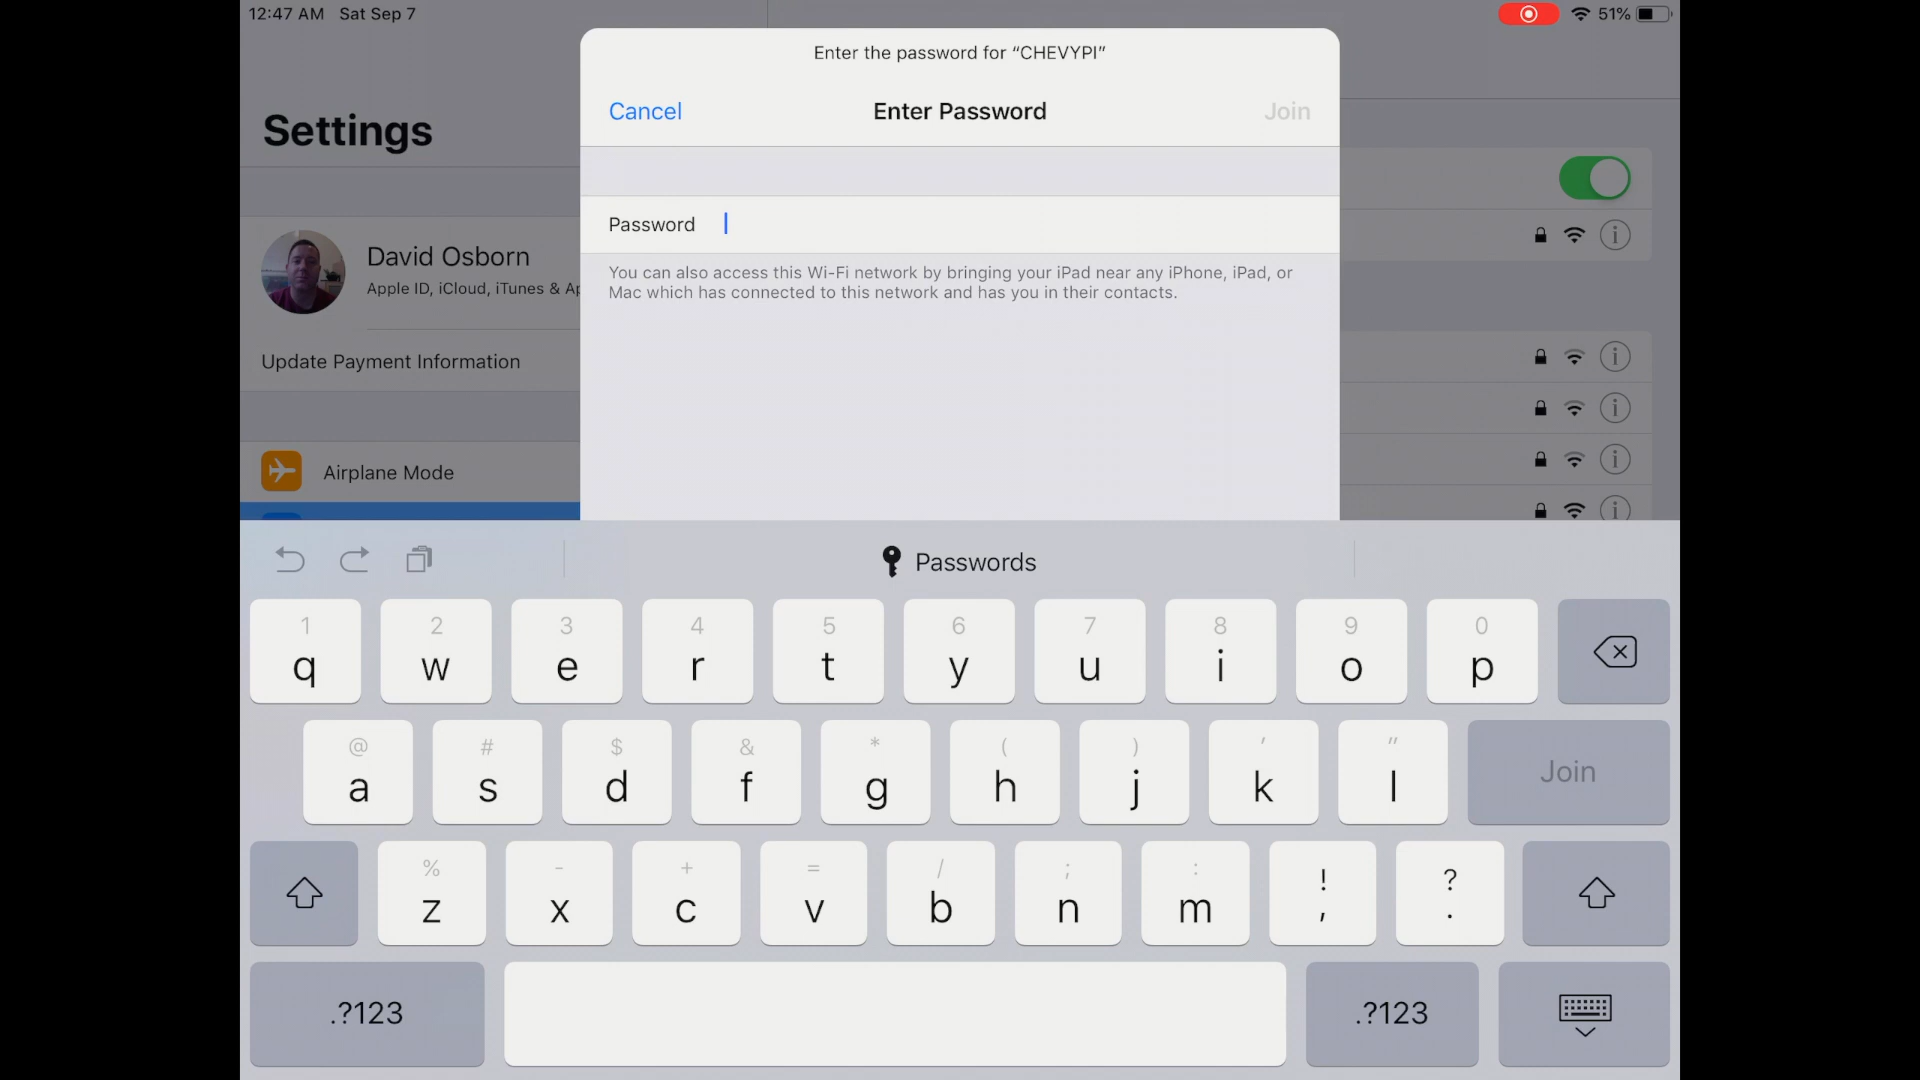 12:47 AM Sat Sep 7
51%
Enter the password for “CHEVYPI”
Cancel
Enter Password
Join
Settings
Password
You can also access this Wi-Fi network by bringing your iPad near any iPhone, iPad, or
Mac which has connected to this network and has you in their contacts.
David Osborn
Apple ID, iCloud, iTunes &
Update Payment Information
Airplane Mode
Passwords
1 2 3 4 5 6 7 8 9 0
q w e r t y u i o p
@ # $ & * ( ) ' "
a s d f g h j k l
Join
% - + = / ; : ! ?
z x c v b n m , .
.?123
.?123